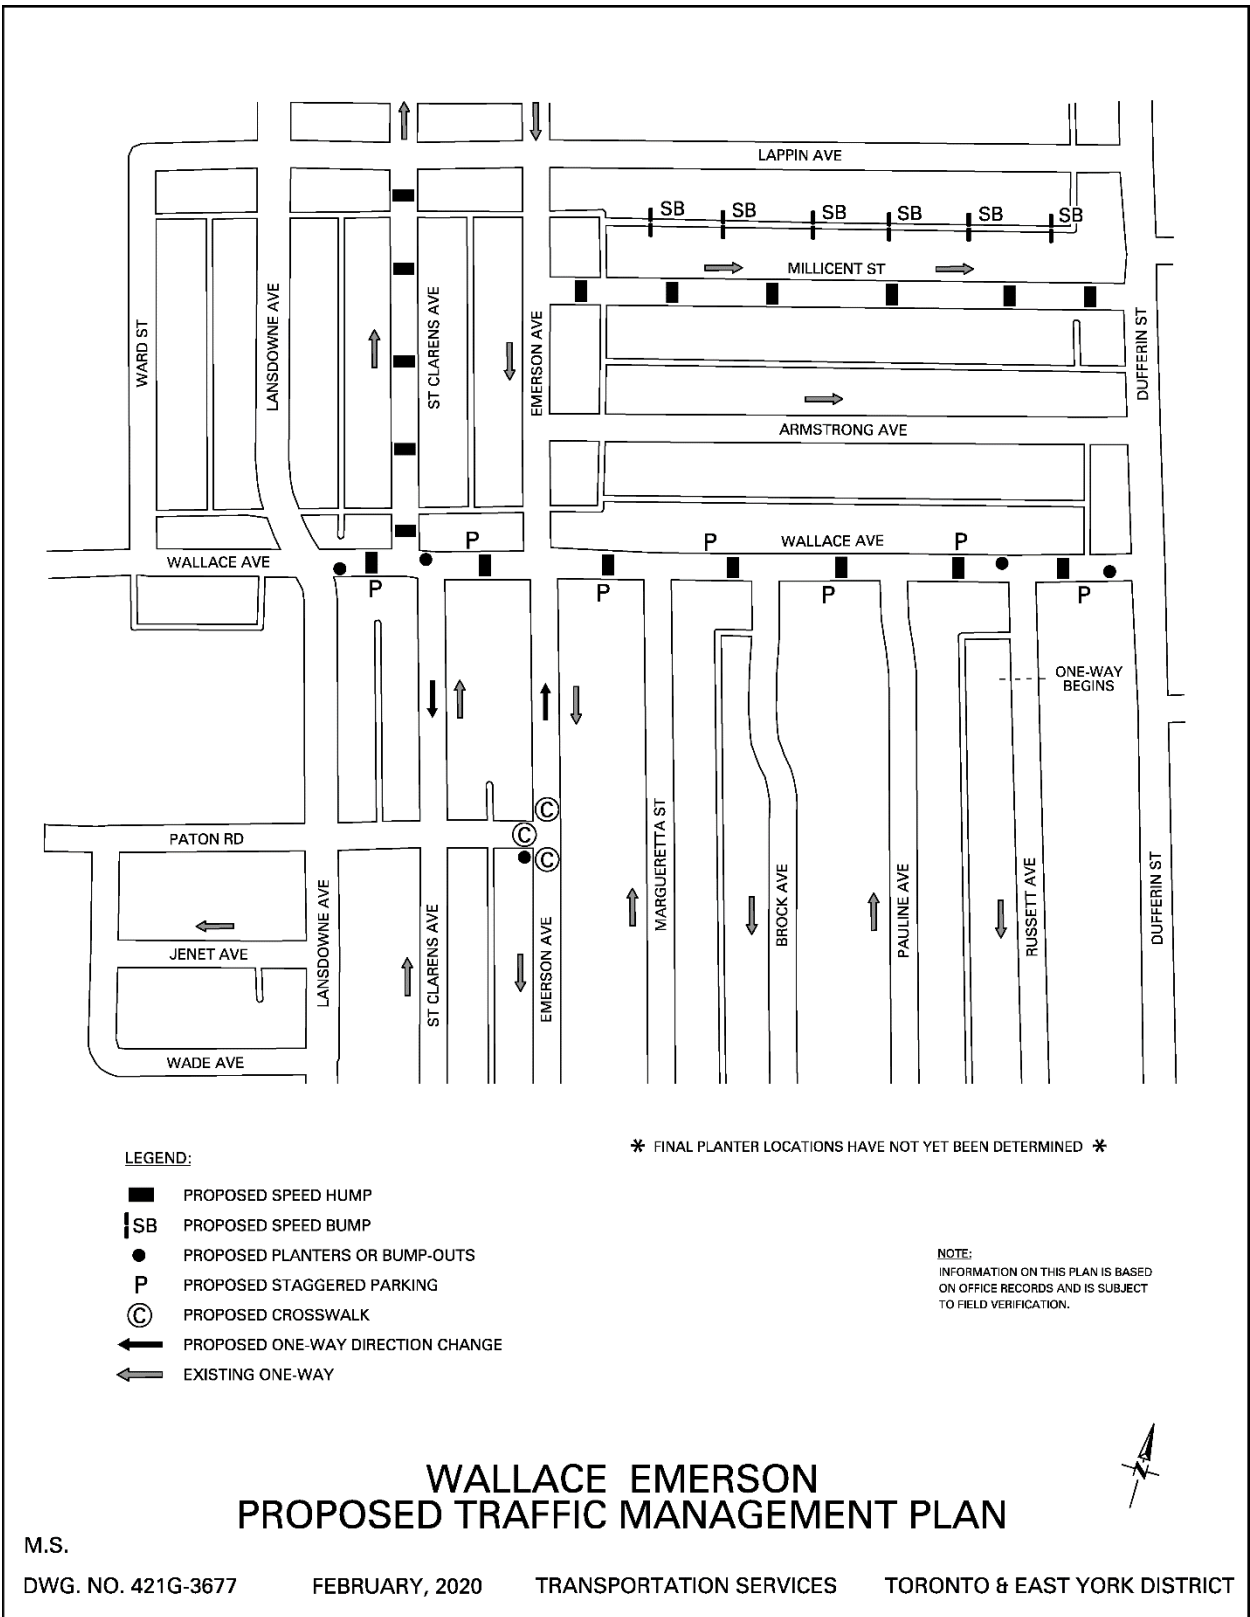 LAPPIN AVE
SB SB SB SB SB SB
MILLICENT ST
WARD ST
LANSDOWNE AVE
ST CLARENS AVE
EMERSON AVE
DUFFERIN ST
ARMSTRONG AVE
P P WALLACE AVE P
WALLACE AVE
P P P P
ONE-WAY
BEGINS
C
C
C
PATON RD
MARGUERETTA ST
BROCK AVE
PAULINE AVE
RUSSETT AVE
DUFFERIN ST
LANSDOWNE AVE
ST CLARENS AVE
EMERSON AVE
JENET AVE
WADE AVE
* FINAL PLANTER LOCATIONS HAVE NOT YET BEEN DETERMINED *
LEGEND:
PROPOSED SPEED HUMP
SB PROPOSED SPEED BUMP
PROPOSED PLANTERS OR BUMP-OUTS
P PROPOSED STAGGERED PARKING
C PROPOSED CROSSWALK
PROPOSED ONE-WAY DIRECTION CHANGE
EXISTING ONE-WAY
NOTE:
INFORMATION ON THIS PLAN IS BASED
ON OFFICE RECORDS AND IS SUBJECT
TO FIELD VERIFICATION.
N
WALLACE EMERSON
PROPOSED TRAFFIC MANAGEMENT PLAN
M.S.
DWG. NO. 421G-3677 FEBRUARY, 2020 TRANSPORTATION SERVICES TORONTO & EAST YORK DISTRICT